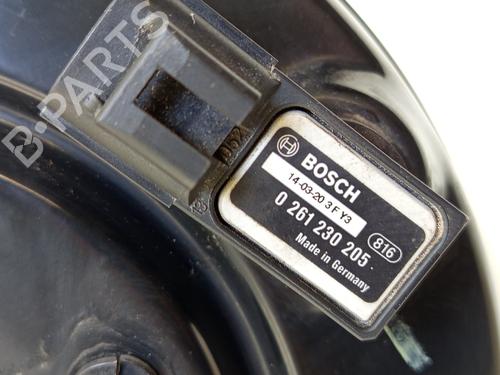 B-PARTS
BOSCH
14-03-20 3 F Y3
0 261 230 205
816
Made in Germany